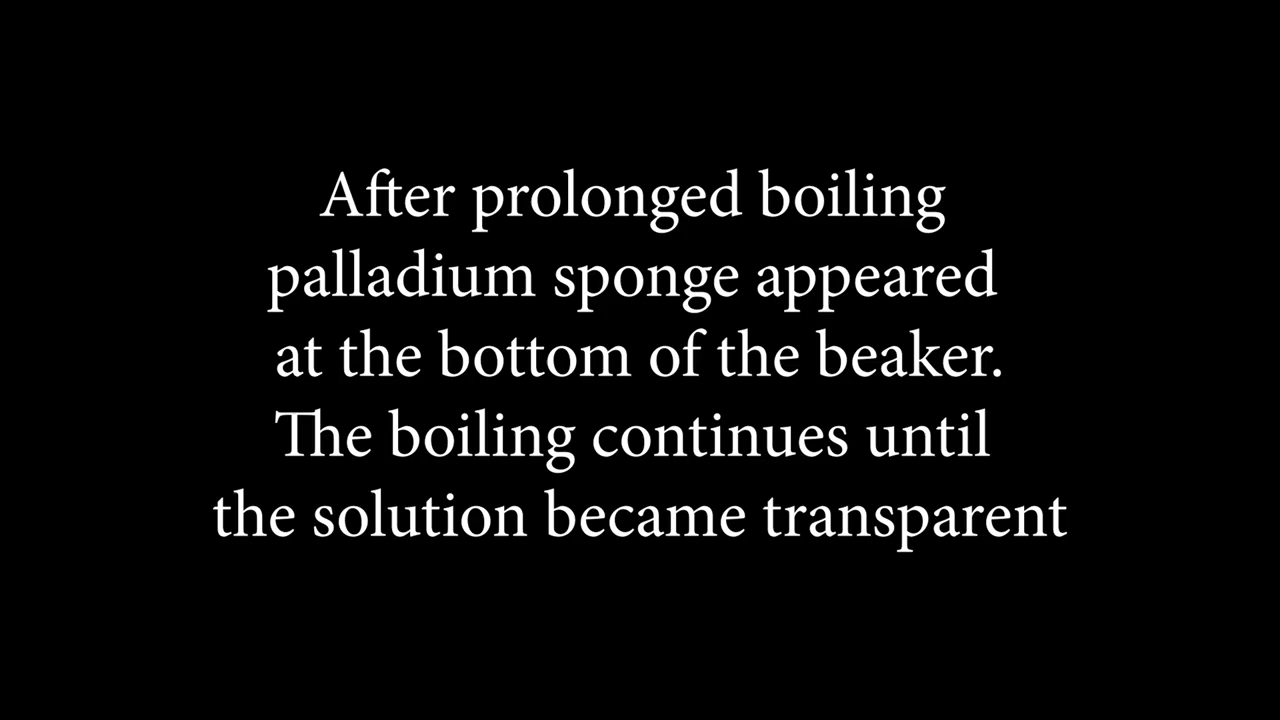 After prolonged boiling
palladium sponge appeared
at the bottom of the beaker.
The boiling continues until
the solution became transparent